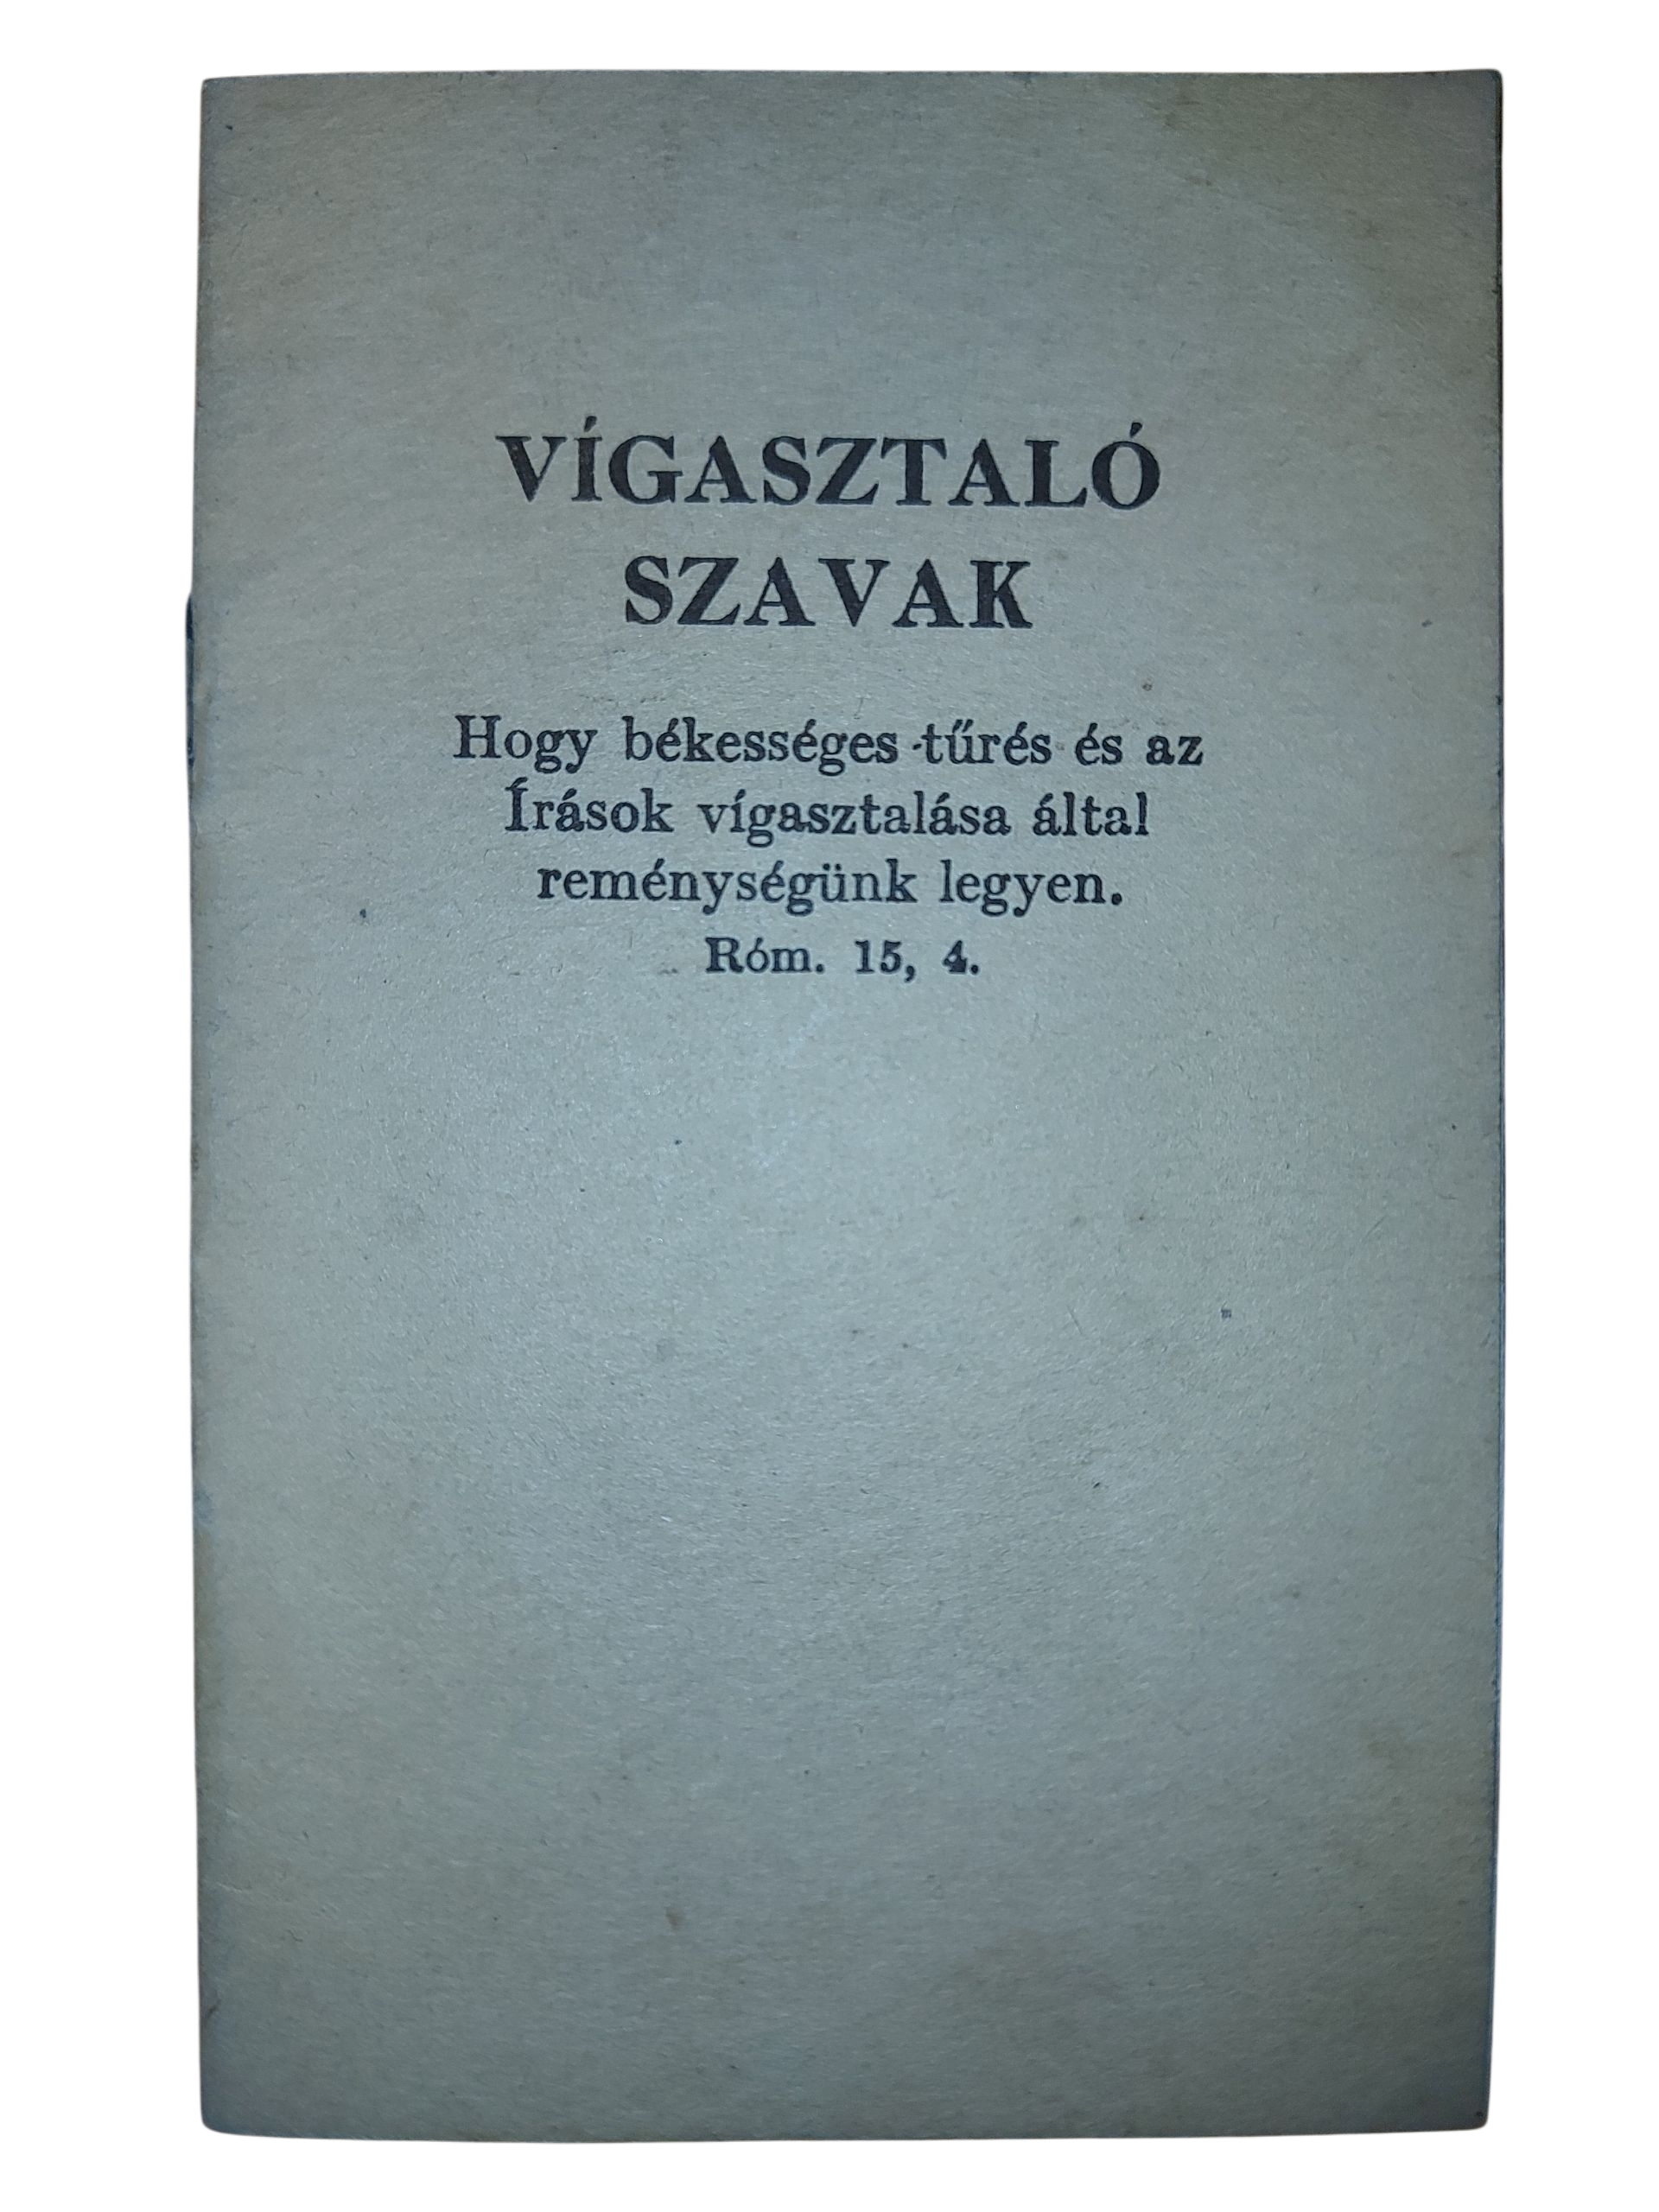 VÍGASZTALÓ
SZAVAK
Hogy békességes tűrés és az
Írások vígasztalása által
reménységünk legyen.
Róm. 15, 4.